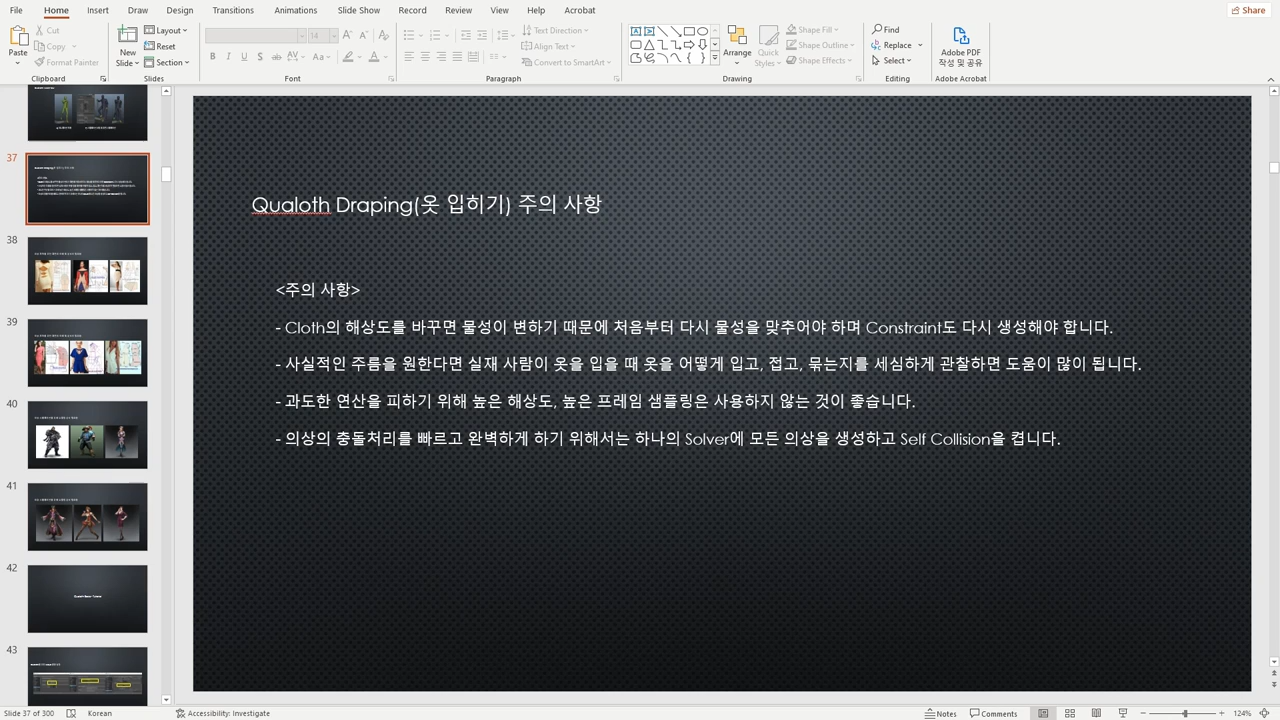 File Home Insert Draw Design Transitions Animations Slide Show Record Review View Help Acrobat Share
Paste
Cut
Copy
Format Painter
Clipboard
New Slide
Layout
Reset
Section
Slides
14
Font
Text Direction
Align Text
Convert to SmartArt
Paragraph
Arrange
Quick Styles
Shape Fill
Shape Outline
Shape Effects
Drawing
Find
Replace
Select
Editing
Adobe PDF
작성 및 공유
Adobe Acrobat
37
38
39
40
41
42
43
Qualoth Draping(옷 입히기) 주의 사항
<주의 사항>
- Cloth의 해상도를 바꾸면 물성이 변하기 때문에 처음부터 다시 물성을 맞추어야 하며 Constraint도 다시 생성해야 합니다.
- 사실적인 주름을 원한다면 실재 사람이 옷을 입을 때 옷을 어떻게 입고, 접고, 묶는지를 세심하게 관찰하면 도움이 많이 됩니다.
- 과도한 연산을 피하기 위해 높은 해상도, 높은 프레임 샘플링은 사용하지 않는 것이 좋습니다.
- 의상의 충돌처리를 빠르고 완벽하게 하기 위해서는 하나의 Solver에 모든 의상을 생성하고 Self Collision을 켭니다.
Slide 37 of 300 Korean Accessibility: Investigate Notes Comments 124%